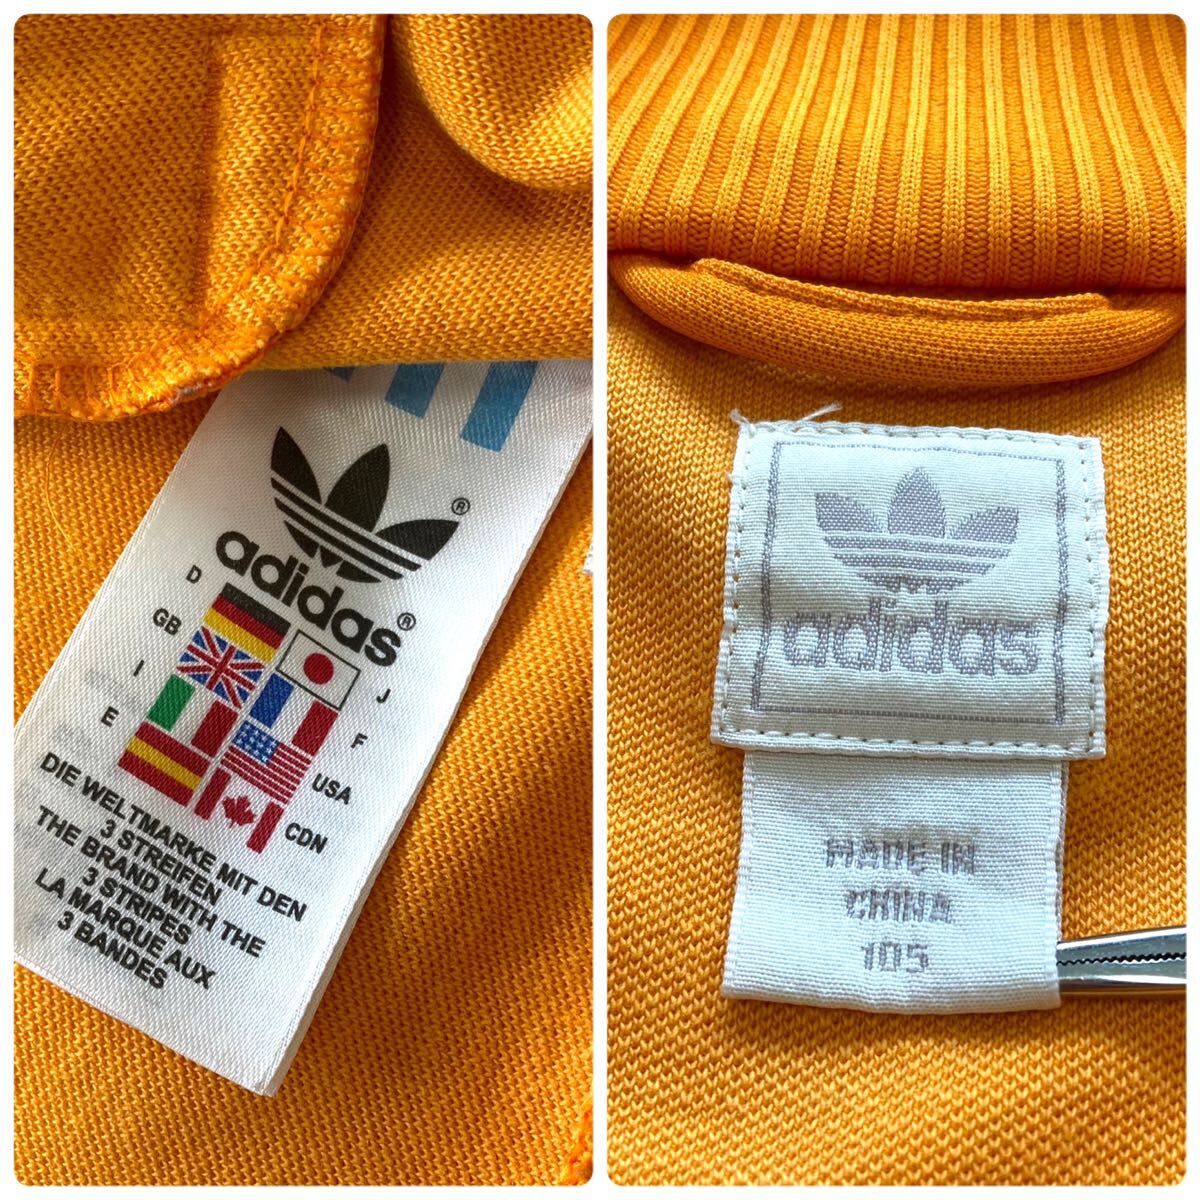 ®
adidas®
D
GB
J
I
F
E
USA
CDN
DIE WELTMARKE MIT DEN
3 STREIFEN
THE BRAND WITH THE
3 STRIPES
LA MARQUE AUX
3 BANDES
adidas
MADE IN
CHINA
105